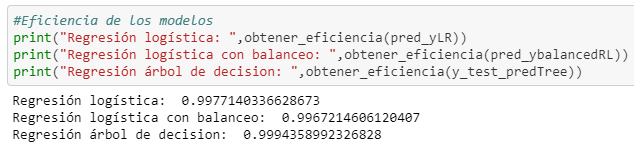 #Eficiencia de los modelos
print("Regresión logística: ",obtener_eficiencia(pred_yLR))
print("Regresión logística con balanceo: ",obtener_eficiencia(pred_ybalancedRL))
print("Regresión árbol de decision: ",obtener_eficiencia(y_test_predTree))
Regresión logística:  0.9977140336628673
Regresión logística con balanceo:  0.9967214606120407
Regresión árbol de decision:  0.9994358992326828